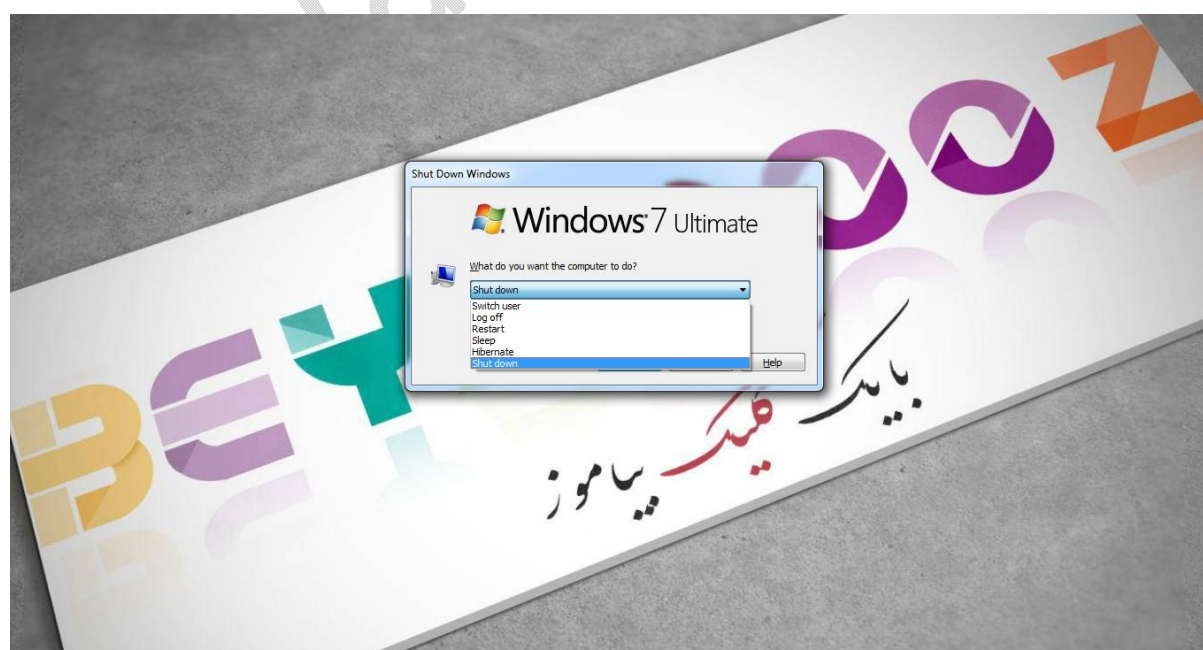 Shut Down Windows
Windows 7 Ultimate
What do you want the computer to do?
Shut down
Switch user
Log off
Restart
Sleep
Hibernate
Shut down
Help
با یک کلیک بیاموز